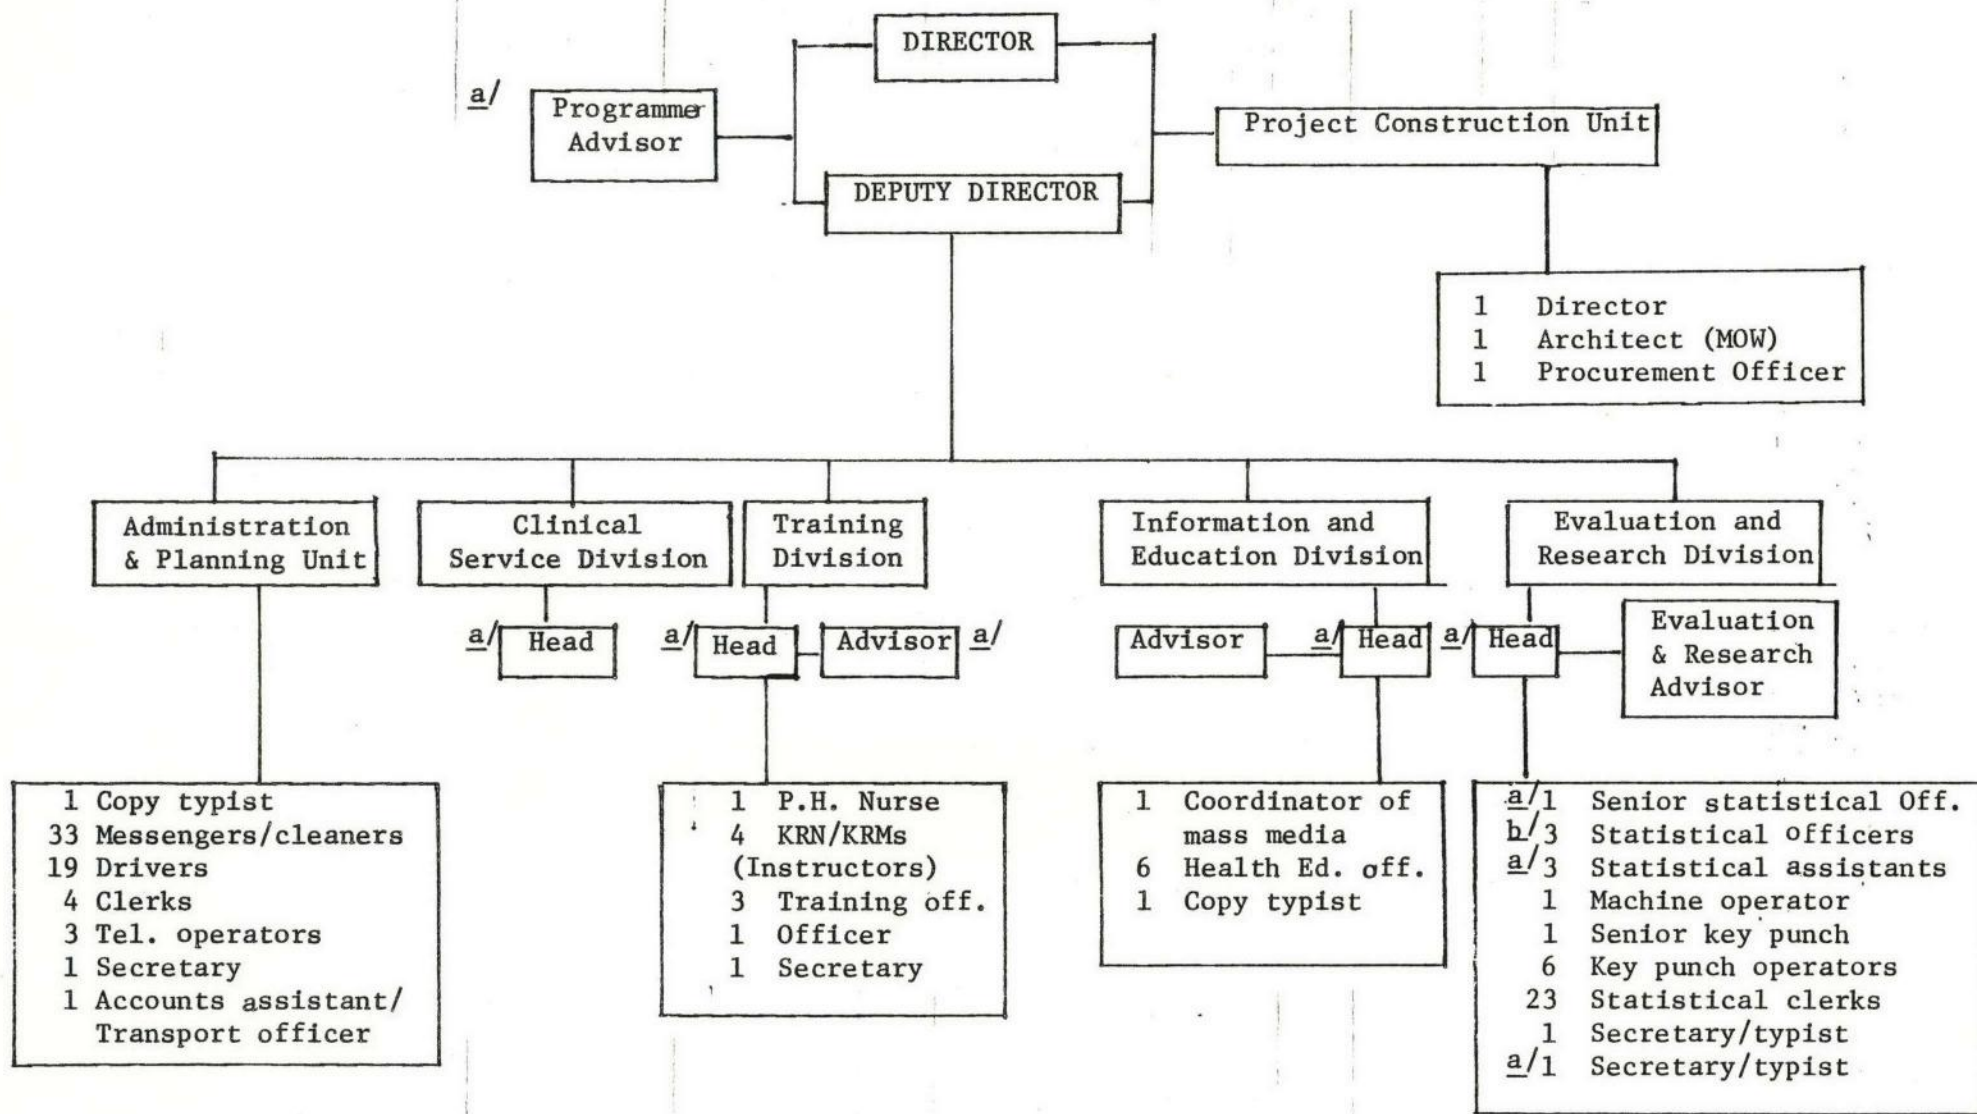 DIRECTOR
a/
Programmer
Advisor
Project Construction Unit
DEPUTY DIRECTOR
1 Director
1 Architect (MOW)
1 Procurement Officer
Administration
& Planning Unit
Clinical
Service Division
Training
Division
Information and
Education Division
Evaluation and
Research Division
a/ Head
a/ Head
Advisor a/
Advisor
a/ Head
a/ Head
Evaluation
& Research
Advisor
1 Copy typist
33 Messengers/cleaners
19 Drivers
4 Clerks
3 Tel. operators
1 Secretary
1 Accounts assistant/
Transport officer
1 P.H. Nurse
4 KRN/KRMs
(Instructors)
3 Training off.
1 Officer
1 Secretary
1 Coordinator of
mass media
6 Health Ed. off.
1 Copy typist
a/1 Senior statistical Off.
b/3 Statistical officers
a/3 Statistical assistants
1 Machine operator
1 Senior key punch
6 Key punch operators
23 Statistical clerks
1 Secretary/typist
a/1 Secretary/typist